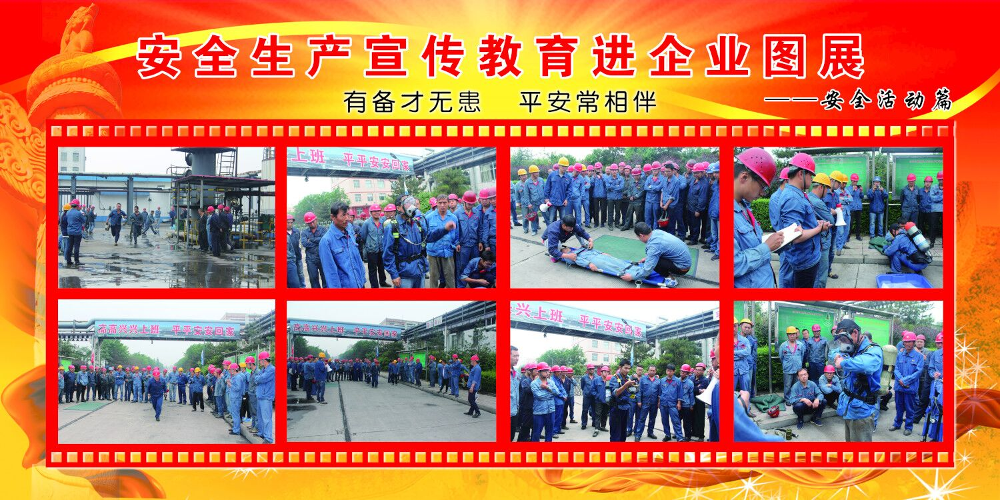 安全生产宣传教育进企业图展
有备才无患 平安常相伴
——安全活动篇
上班 平平安安回家
高高兴兴上班 平平安安回家
高高兴兴上班 平平安安回家
兴上班 平平安安回家